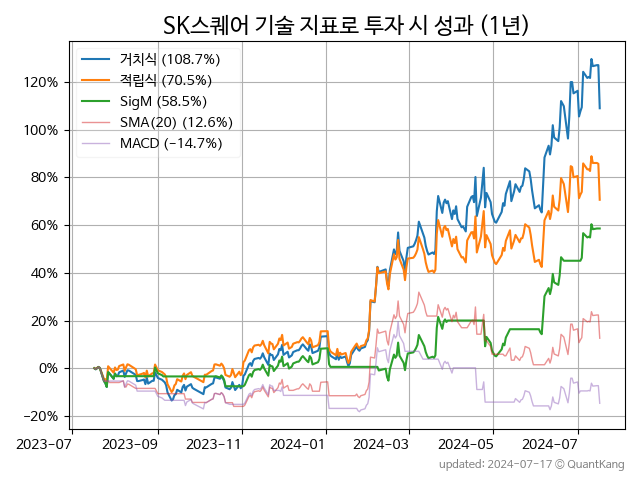 SK스퀘어 기술 지표로 투자 시 성과 (1년)
거치식 (108.7%)
적립식 (70.5%)
SigM (58.5%)
SMA(20) (12.6%)
MACD (−14.7%)
120%
100%
80%
60%
40%
20%
0%
−20%
2023-07 2023-09 2023-11 2024-01 2024-03 2024-05 2024-07
updated: 2024-07-17 © QuantKang